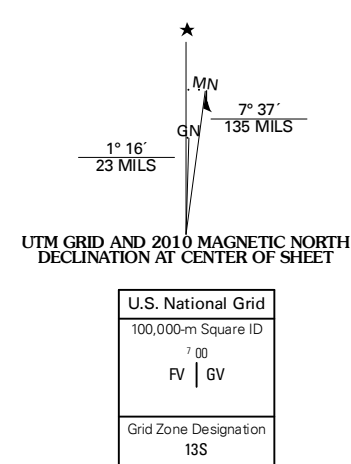 ★
MN
GN
7° 37´
135 MILS
1° 16´
23 MILS
UTM GRID AND 2010 MAGNETIC NORTH
DECLINATION AT CENTER OF SHEET
U.S. National Grid
100,000-m Square ID
7 00
FV | GV
Grid Zone Designation
13S